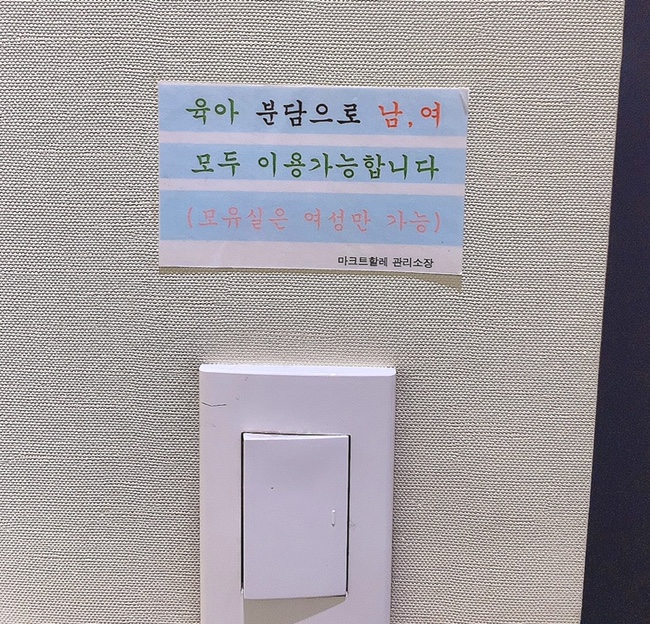 육아 분담으로 남,여
모두 이용가능합니다
(모유실은 여성만 가능)
마크트할레 관리소장